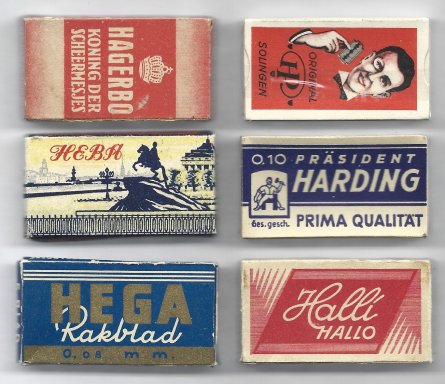 HAGERBO
KONING DER
SCHEERMESJES
ORIGINAL
SOLINGEN
НЕВА
0.10 PRÄSIDENT
HARDING
Ges. gesch. PRIMA QUALITÄT
HEGA
Rakblad
0,08 m m.
Halli
HALLO